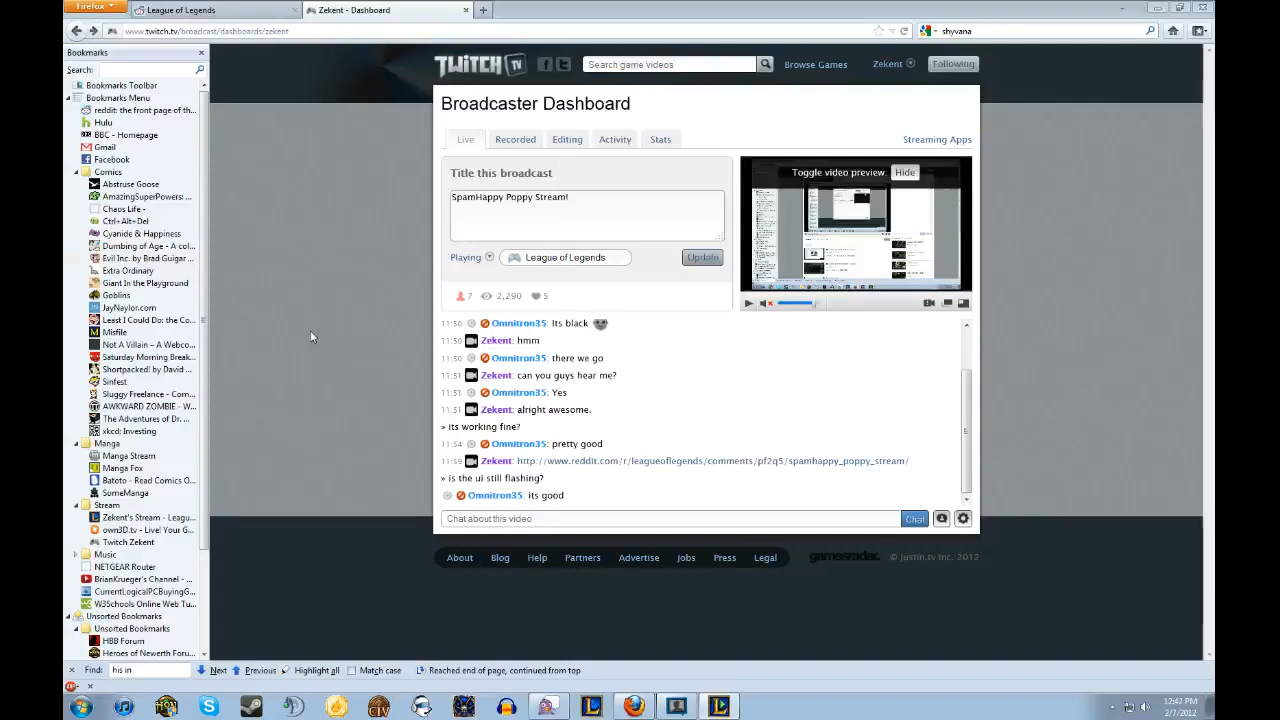 Firefox
League of Legends
Zekent - Dashboard
www.twitch.tv/broadcast/dashboards/zekent
shyvana
Bookmarks
Search:
Bookmarks Toolbar
Bookmarks Menu
reddit: the front page of th...
Hulu
BBC - Homepage
Gmail
Facebook
Comics
Abstruse Goose
AmazingSuperPowers: ...
Chaos Life -
Ctrl+Alt+Del
Cyanide & Happiness
Dumbing of Age - A col...
Evil Inc. by Brad Guigar ...
Extra Ordinary
Giant In the Playground
Goblins
JayNaylor.com
Least I Could Do: the Co...
Misfile
Not A Villain – A Webco...
Saturday Morning Break...
Shortpacked! by David ...
Sinfest
Sluggy Freelance - Com...
AWKWARD ZOMBIE - W...
The Adventures of Dr. ...
xkcd: Investing
Manga
Manga Stream
Manga Fox
Batoto - Read Comics O...
SomeManga
Stream
Zekent's Stream - Leagu...
own3D.tv - Live! Your G...
Twitch Zekent
Music
NETGEAR Router
BrianKrueger's Channel - ...
CurrentLogicalPCBuyingG...
W3Schools Online Web Tu...
Unsorted Bookmarks
Unsorted Bookmarks
HBB Forum
Heroes of Newerth Foru...
TWITCH TV
Search game videos
Browse Games
Zekent
Following
Broadcaster Dashboard
Live
Recorded
Editing
Activity
Stats
Streaming Apps
Title this broadcast
SpamHappy Poppy Stream!
Playing
League of Legends
Update
7
2,290
5
Toggle video preview.
Hide
11:50 Omnitron35: Its black
11:50 Zekent: hmm
11:50 Omnitron35: there we go
11:51 Zekent: can you guys hear me?
11:51 Omnitron35: Yes
11:51 Zekent: alright awesome.
» its working fine?
11:54 Omnitron35: pretty good
11:59 Zekent: http://www.reddit.com/r/leagueoflegends/comments/pf2q5/spamhappy_poppy_stream/
» is the ui still flashing?
Omnitron35: its good
Chat about this video
Chat
About
Blog
Help
Partners
Advertise
Jobs
Press
Legal
gamesradar.
© Justin.tv Inc. 2012
Find:
his in
Next
Previous
Highlight all
Match case
Reached end of page, continued from top
12:42 PM
2/7/2012